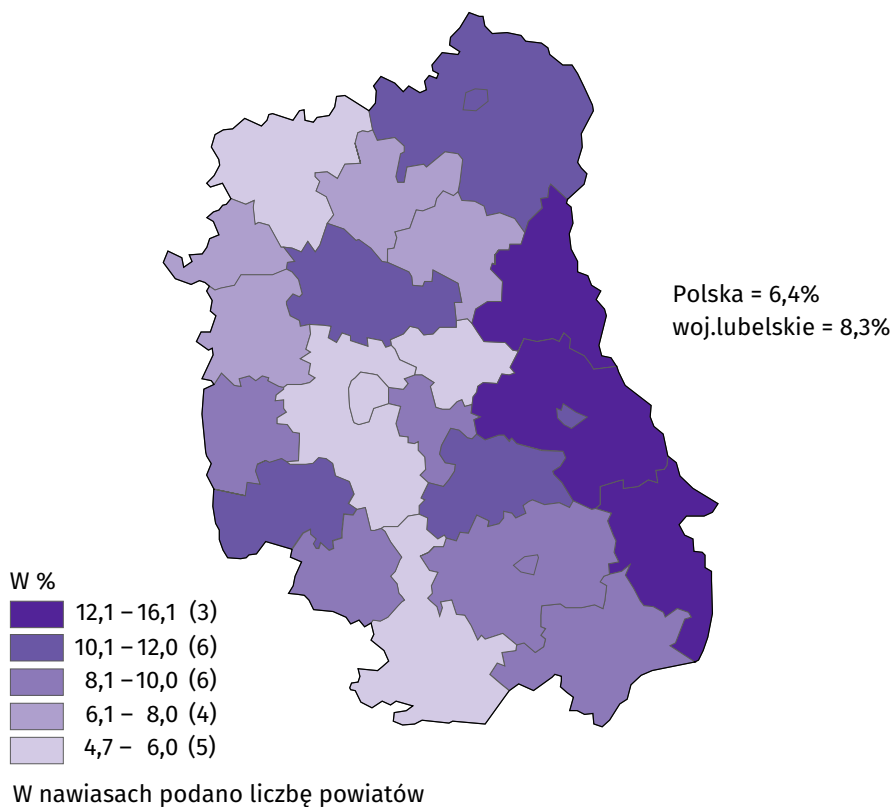 Polska = 6,4%
woj.lubelskie = 8,3%
W %
12,1 – 16,1 (3)
10,1 – 12,0 (6)
8,1 – 10,0 (6)
6,1 – 8,0 (4)
4,7 – 6,0 (5)
W nawiasach podano liczbę powiatów